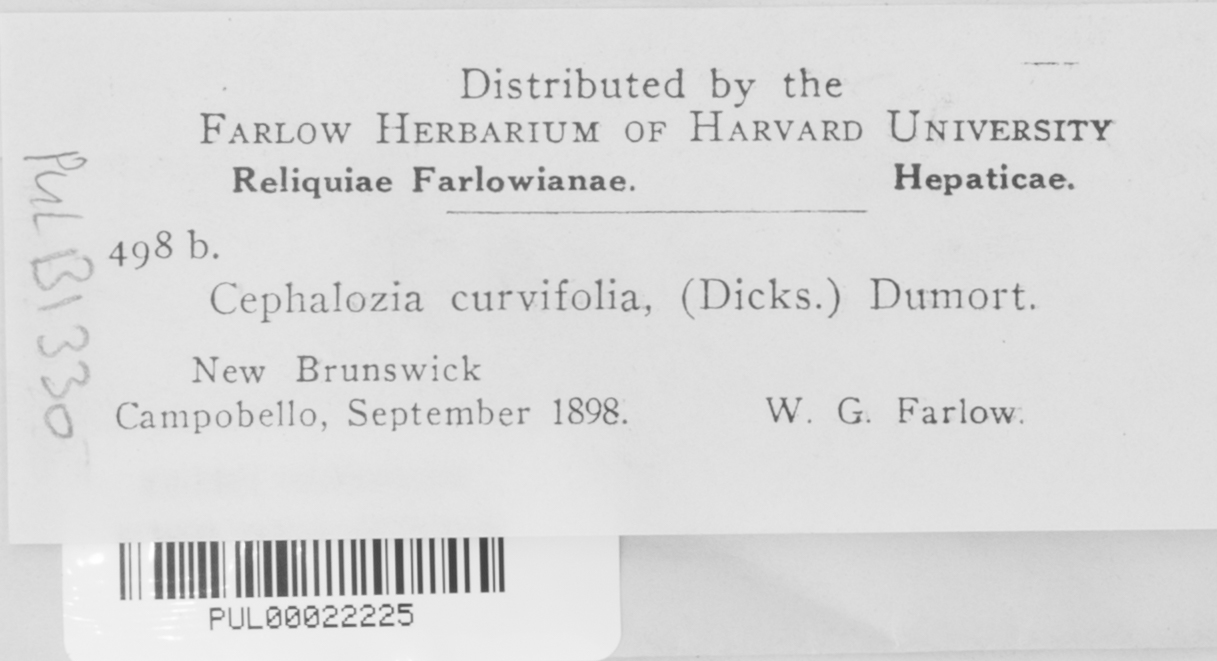 Distributed by the
FARLOW HERBARIUM OF HARVARD UNIVERSITY
Reliquiae Farlowianae. Hepaticae.
498 b.
Cephalozia curvifolia, (Dicks.) Dumort.
New Brunswick
Campobello, September 1898. W. G. Farlow.
PUL B1330
PUL00022225